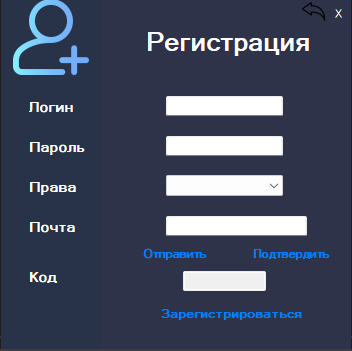 X
Регистрация
Логин
Пароль
Права
Почта
Отправить Подтвердить
Код
Зарегистрироваться